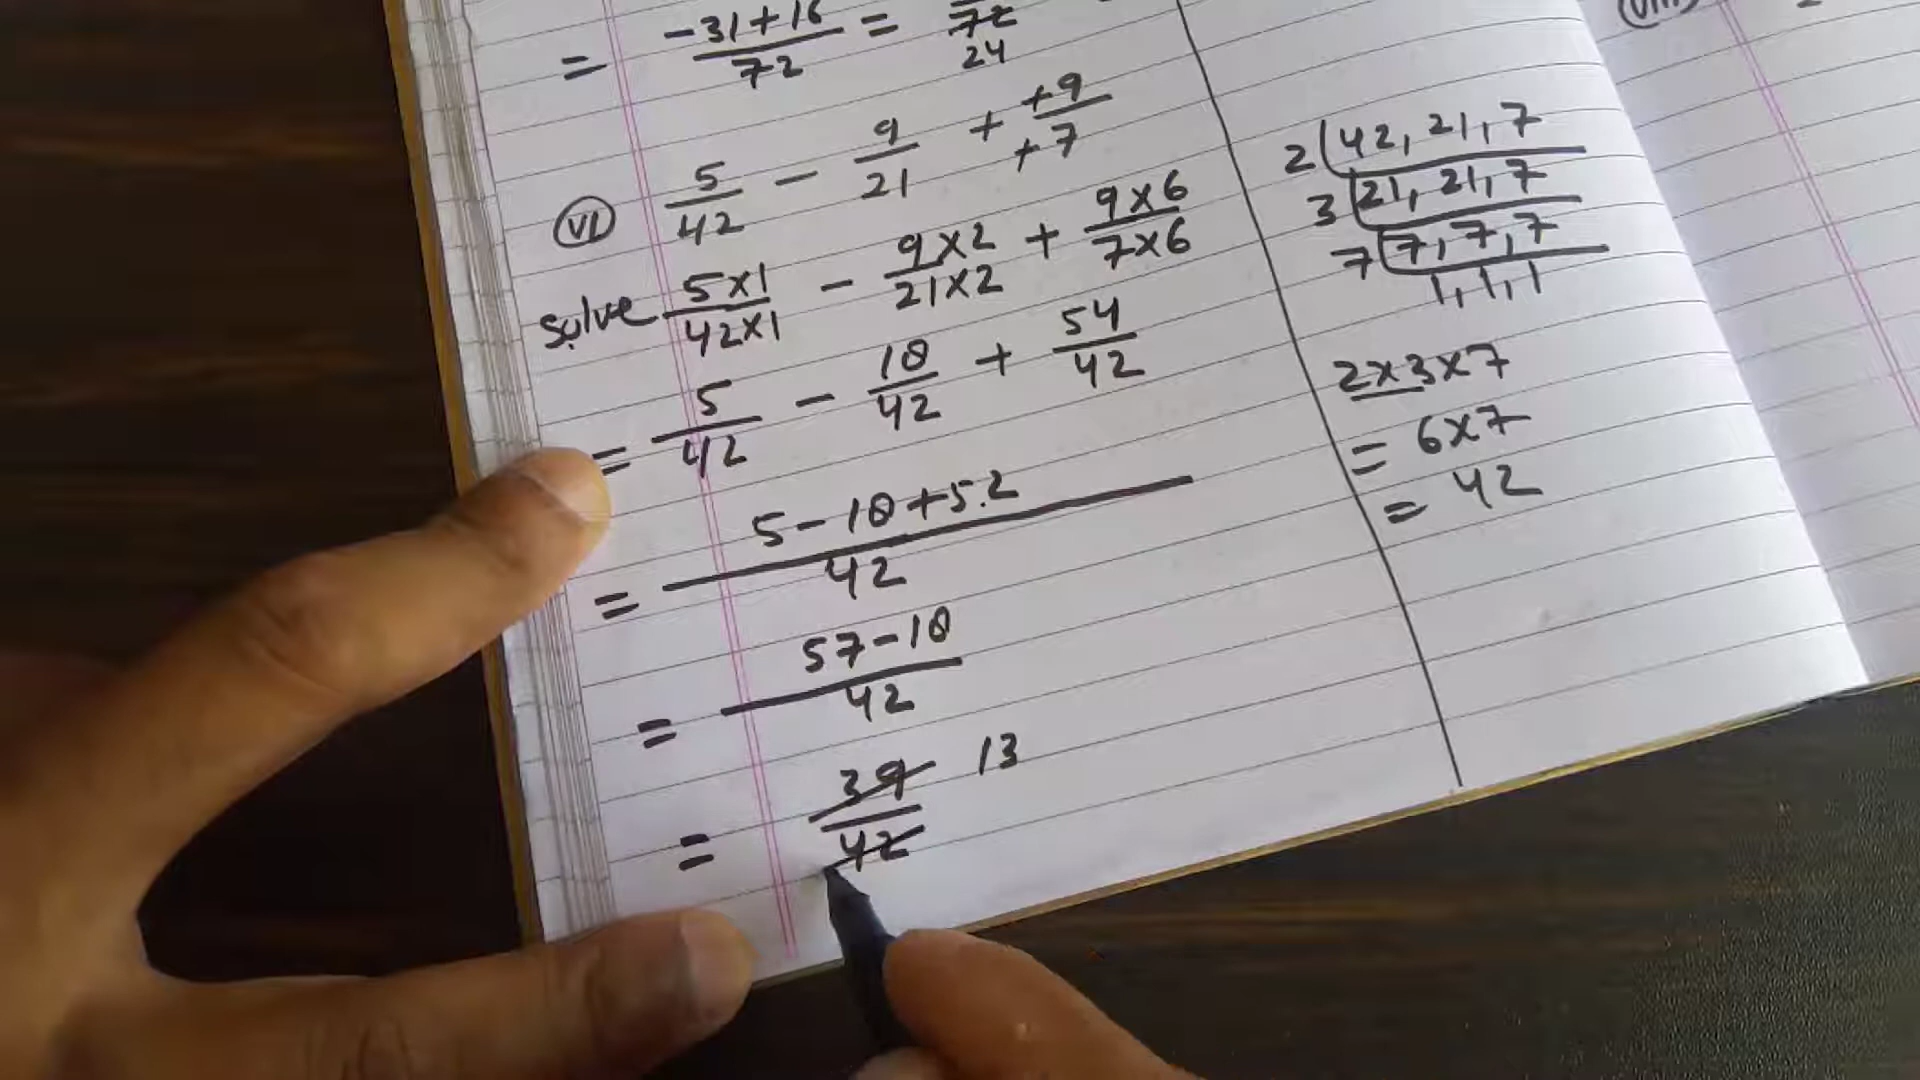 = -31+16/72 = 72/24
(VI) 5/42 - 9/21 + +9/+7
solve 5×1/42×1 - 9×2/21×2 + 9×6/7×6
= 5/42 - 18/42 + 54/42
= 5-18+52/42
= 57-18/42
= 39/42 13
2 | 42, 21, 7
3 | 21, 21, 7
7 | 7, 7, 7
1, 1, 1
2×3×7
= 6×7
= 42
(VIII)